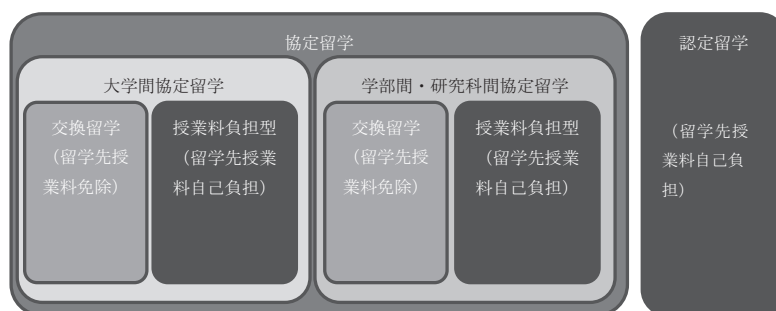 協定留学
大学間協定留学
交換留学
（留学先授
業料免除）
授業料負担型
（留学先授業
料自己負担）
学部間・研究科間協定留学
交換留学
（留学先授
業料免除）
授業料負担型
（留学先授業
料自己負担）
認定留学
（留学先授
業料自己負
担）